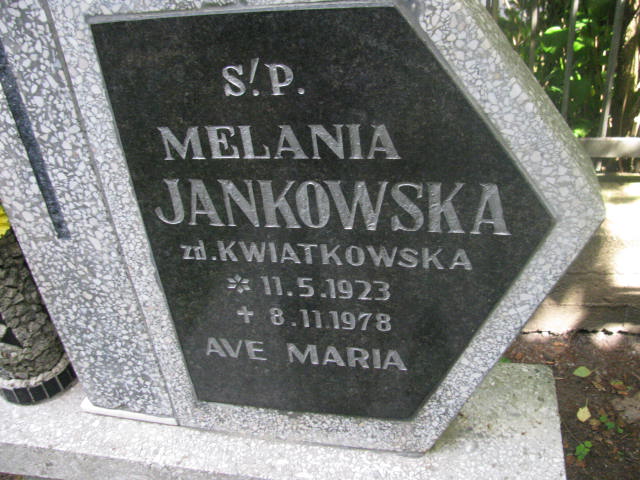 Ś.P.
MELANIA
JANKOWSKA
zd. KWIATKOWSKA
* 11.5.1923
+ 8.11.1978
AVE MARIA